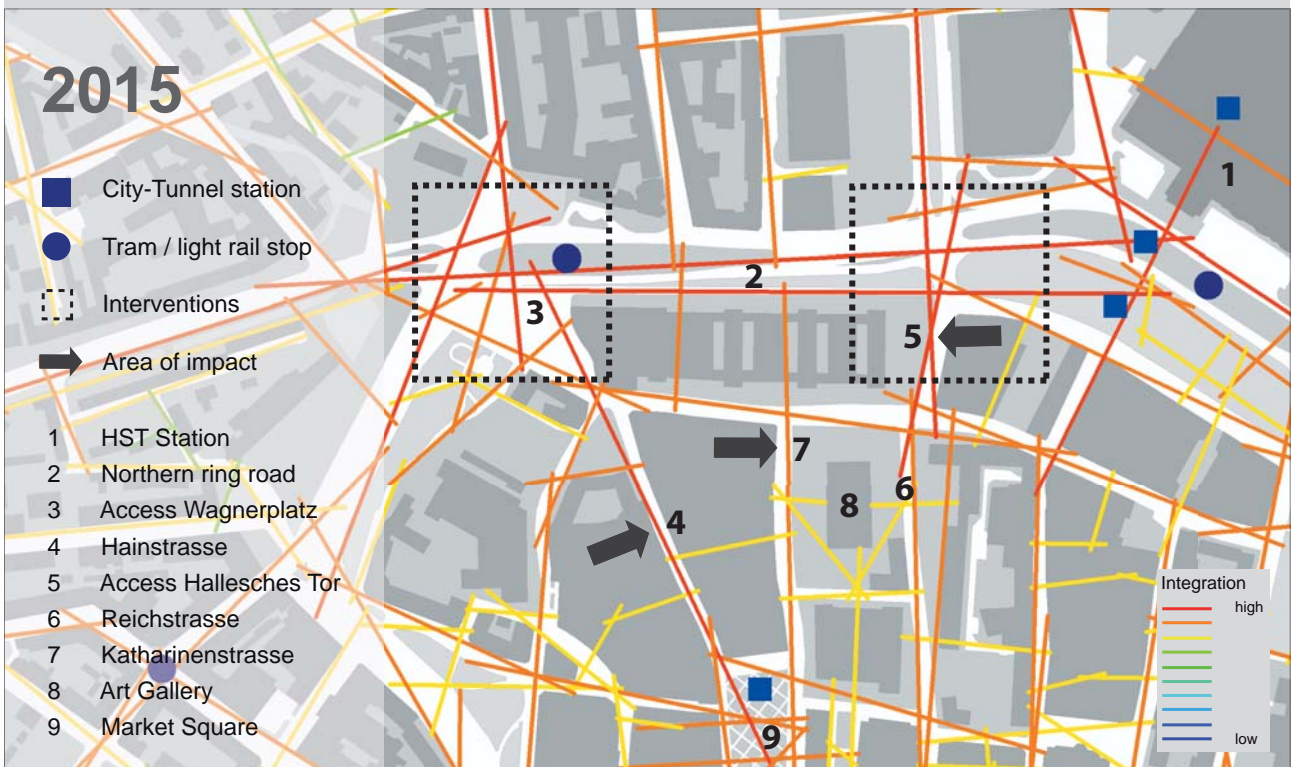 2015
City-Tunnel station
Tram / light rail stop
Interventions
Area of impact
1 HST Station
2 Northern ring road
3 Access Wagnerplatz
4 Hainstrasse
5 Access Hallesches Tor
6 Reichstrasse
7 Katharinenstrasse
8 Art Gallery
9 Market Square
1
2
3
5
7
6
8
4
9
Integration
high
low